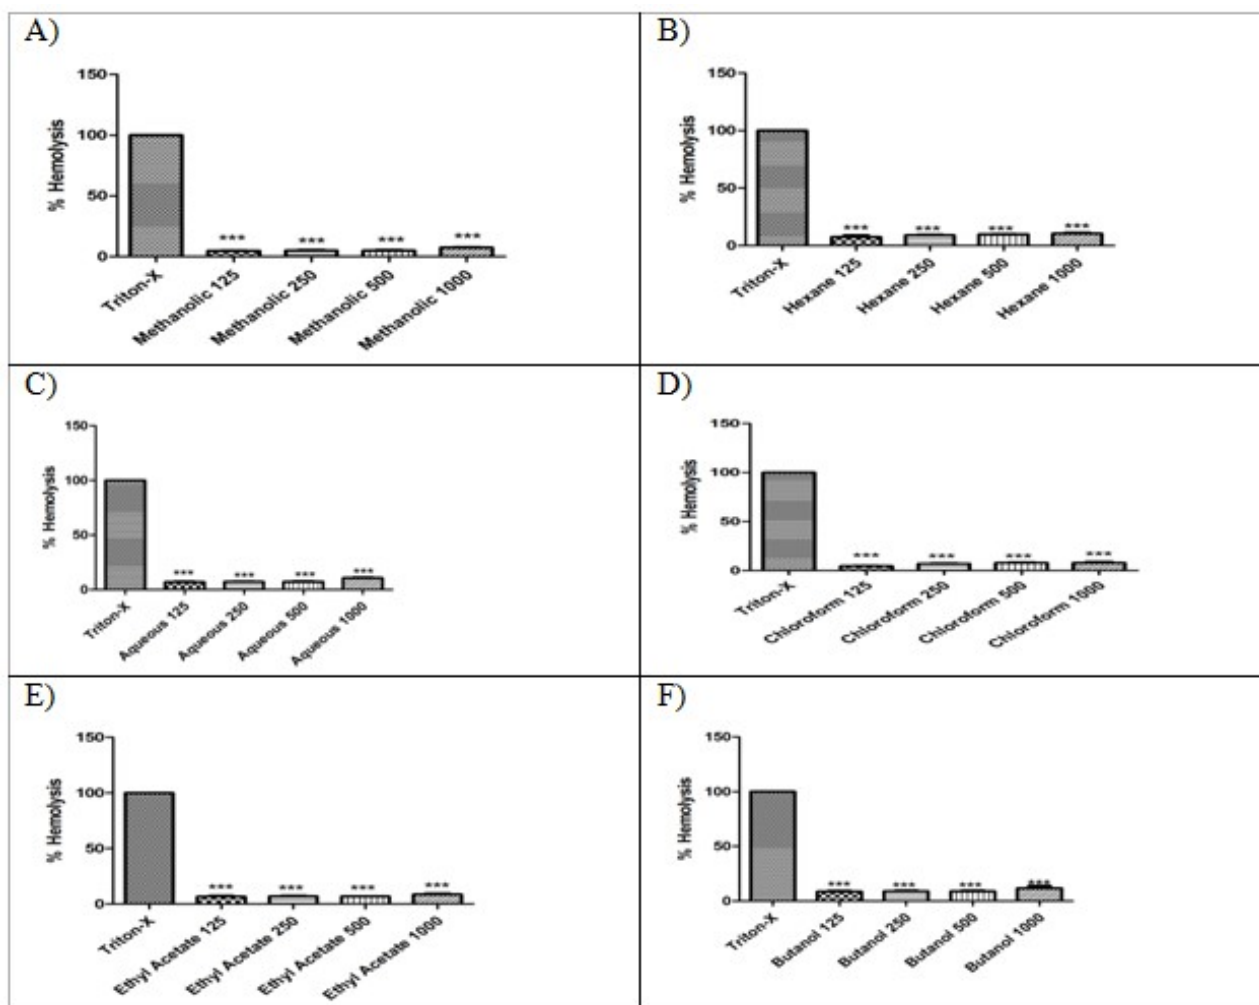 A)
% Hemolysis
150
100
50
0
***
***
***
***
Triton-X
Methanolic 125
Methanolic 250
Methanolic 500
Methanolic 1000
B)
% Hemolysis
150
100
50
0
***
***
***
***
Triton-X
Hexane 125
Hexane 250
Hexane 500
Hexane 1000
C)
% Hemolysis
150
100
50
0
***
***
***
***
Triton-X
Aqueous 125
Aqueous 250
Aqueous 500
Aqueous 1000
D)
% Hemolysis
150
100
50
0
***
***
***
***
Triton-X
Chloroform 125
Chloroform 250
Chloroform 500
Chloroform 1000
E)
% Hemolysis
150
100
50
0
***
***
***
***
Triton-X
Ethyl Acetate 125
Ethyl Acetate 250
Ethyl Acetate 500
Ethyl Acetate 1000
F)
% Hemolysis
150
100
50
0
***
***
***
***
Triton-X
Butanol 125
Butanol 250
Butanol 500
Butanol 1000